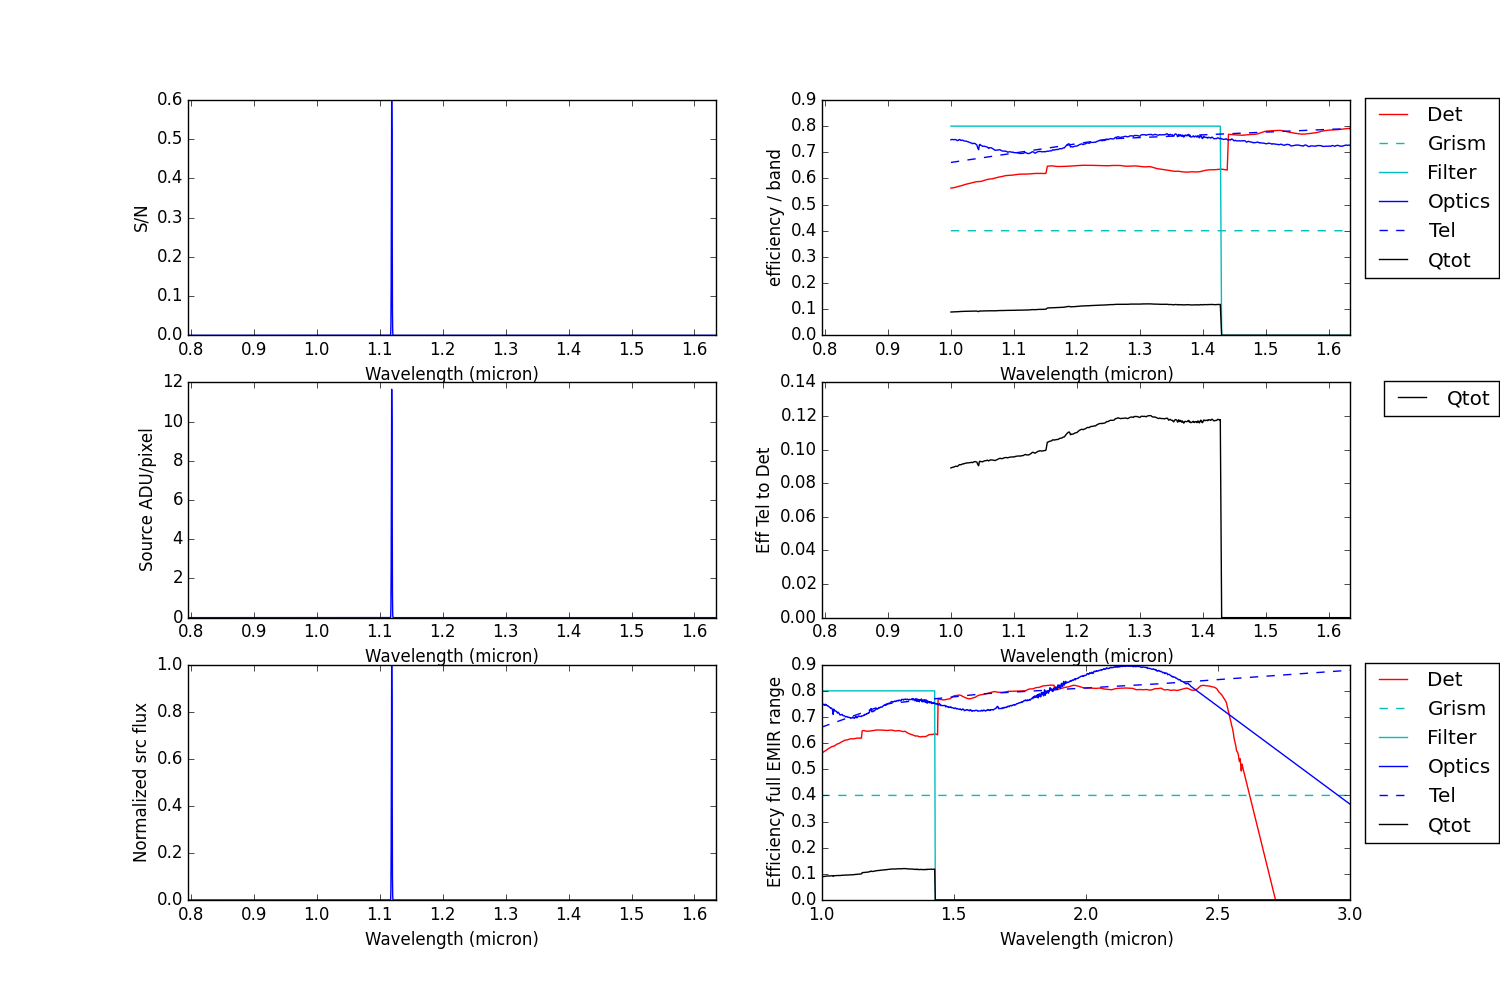 S/N
0.6
0.5
0.4
0.3
0.2
0.1
0.0
0.8 0.9 1.0 1.1 1.2 1.3 1.4 1.5 1.6
Wavelength (micron)
efficiency / band
0.9
0.8
0.7
0.6
0.5
0.4
0.3
0.2
0.1
0.0
0.8 0.9 1.0 1.1 1.2 1.3 1.4 1.5 1.6
Wavelength (micron)
Det
Grism
Filter
Optics
Tel
Qtot
Source ADU/pixel
12
10
8
6
4
2
0
0.8 0.9 1.0 1.1 1.2 1.3 1.4 1.5 1.6
Wavelength (micron)
Eff Tel to Det
0.14
0.12
0.10
0.08
0.06
0.04
0.02
0.00
0.8 0.9 1.0 1.1 1.2 1.3 1.4 1.5 1.6
Wavelength (micron)
Qtot
Normalized src flux
1.0
0.8
0.6
0.4
0.2
0.0
0.8 0.9 1.0 1.1 1.2 1.3 1.4 1.5 1.6
Wavelength (micron)
Efficiency full EMIR range
0.9
0.8
0.7
0.6
0.5
0.4
0.3
0.2
0.1
0.0
1.0 1.5 2.0 2.5 3.0
Wavelength (micron)
Det
Grism
Filter
Optics
Tel
Qtot